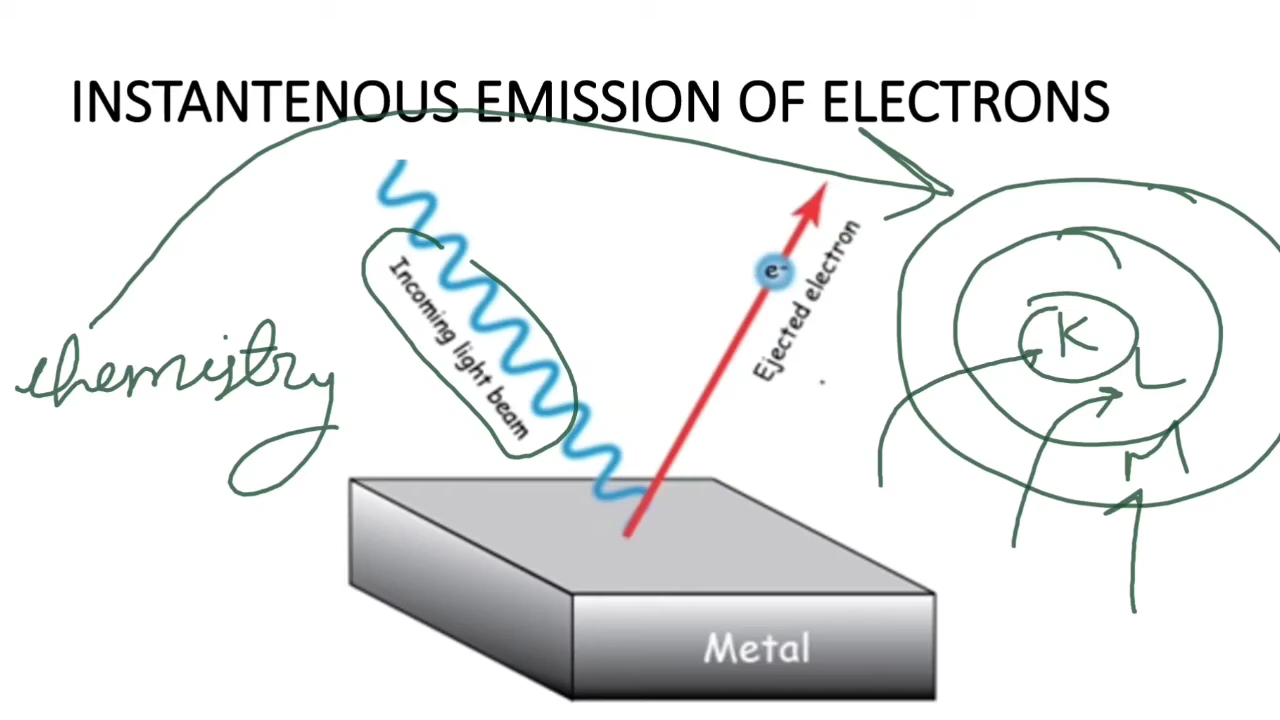 INSTANTENOUS EMISSION OF ELECTRONS
Incoming light beam
e-
Ejected electron
chemistry
K
L
M
Metal